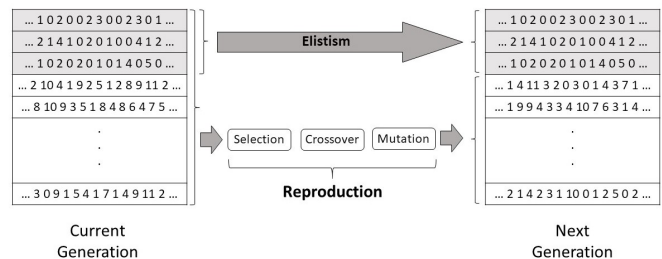 ... 1 0 2 0 0 2 3 0 0 2 3 0 1 ...
... 2 1 4 1 0 2 0 1 0 0 4 1 2 ...
... 1 0 2 0 2 0 1 0 1 4 0 5 0 ...
... 2 10 4 1 9 2 5 1 2 8 9 11 2 ...
... 8 10 9 3 5 1 8 4 8 6 4 7 5 ...
.
.
.
... 3 0 9 1 5 4 1 7 1 4 9 11 2 ...
Current
Generation
Elistism
Selection
Crossover
Mutation
Reproduction
... 1 0 2 0 0 2 3 0 0 2 3 0 1 ...
... 2 1 4 1 0 2 0 1 0 0 4 1 2 ...
... 1 0 2 0 2 0 1 0 1 4 0 5 0 ...
... 1 4 11 3 2 0 3 0 1 4 3 7 1 ...
... 1 9 9 4 3 3 4 10 7 6 3 1 4 ...
.
.
.
... 2 1 4 2 3 1 10 0 1 2 5 0 2 ...
Next
Generation